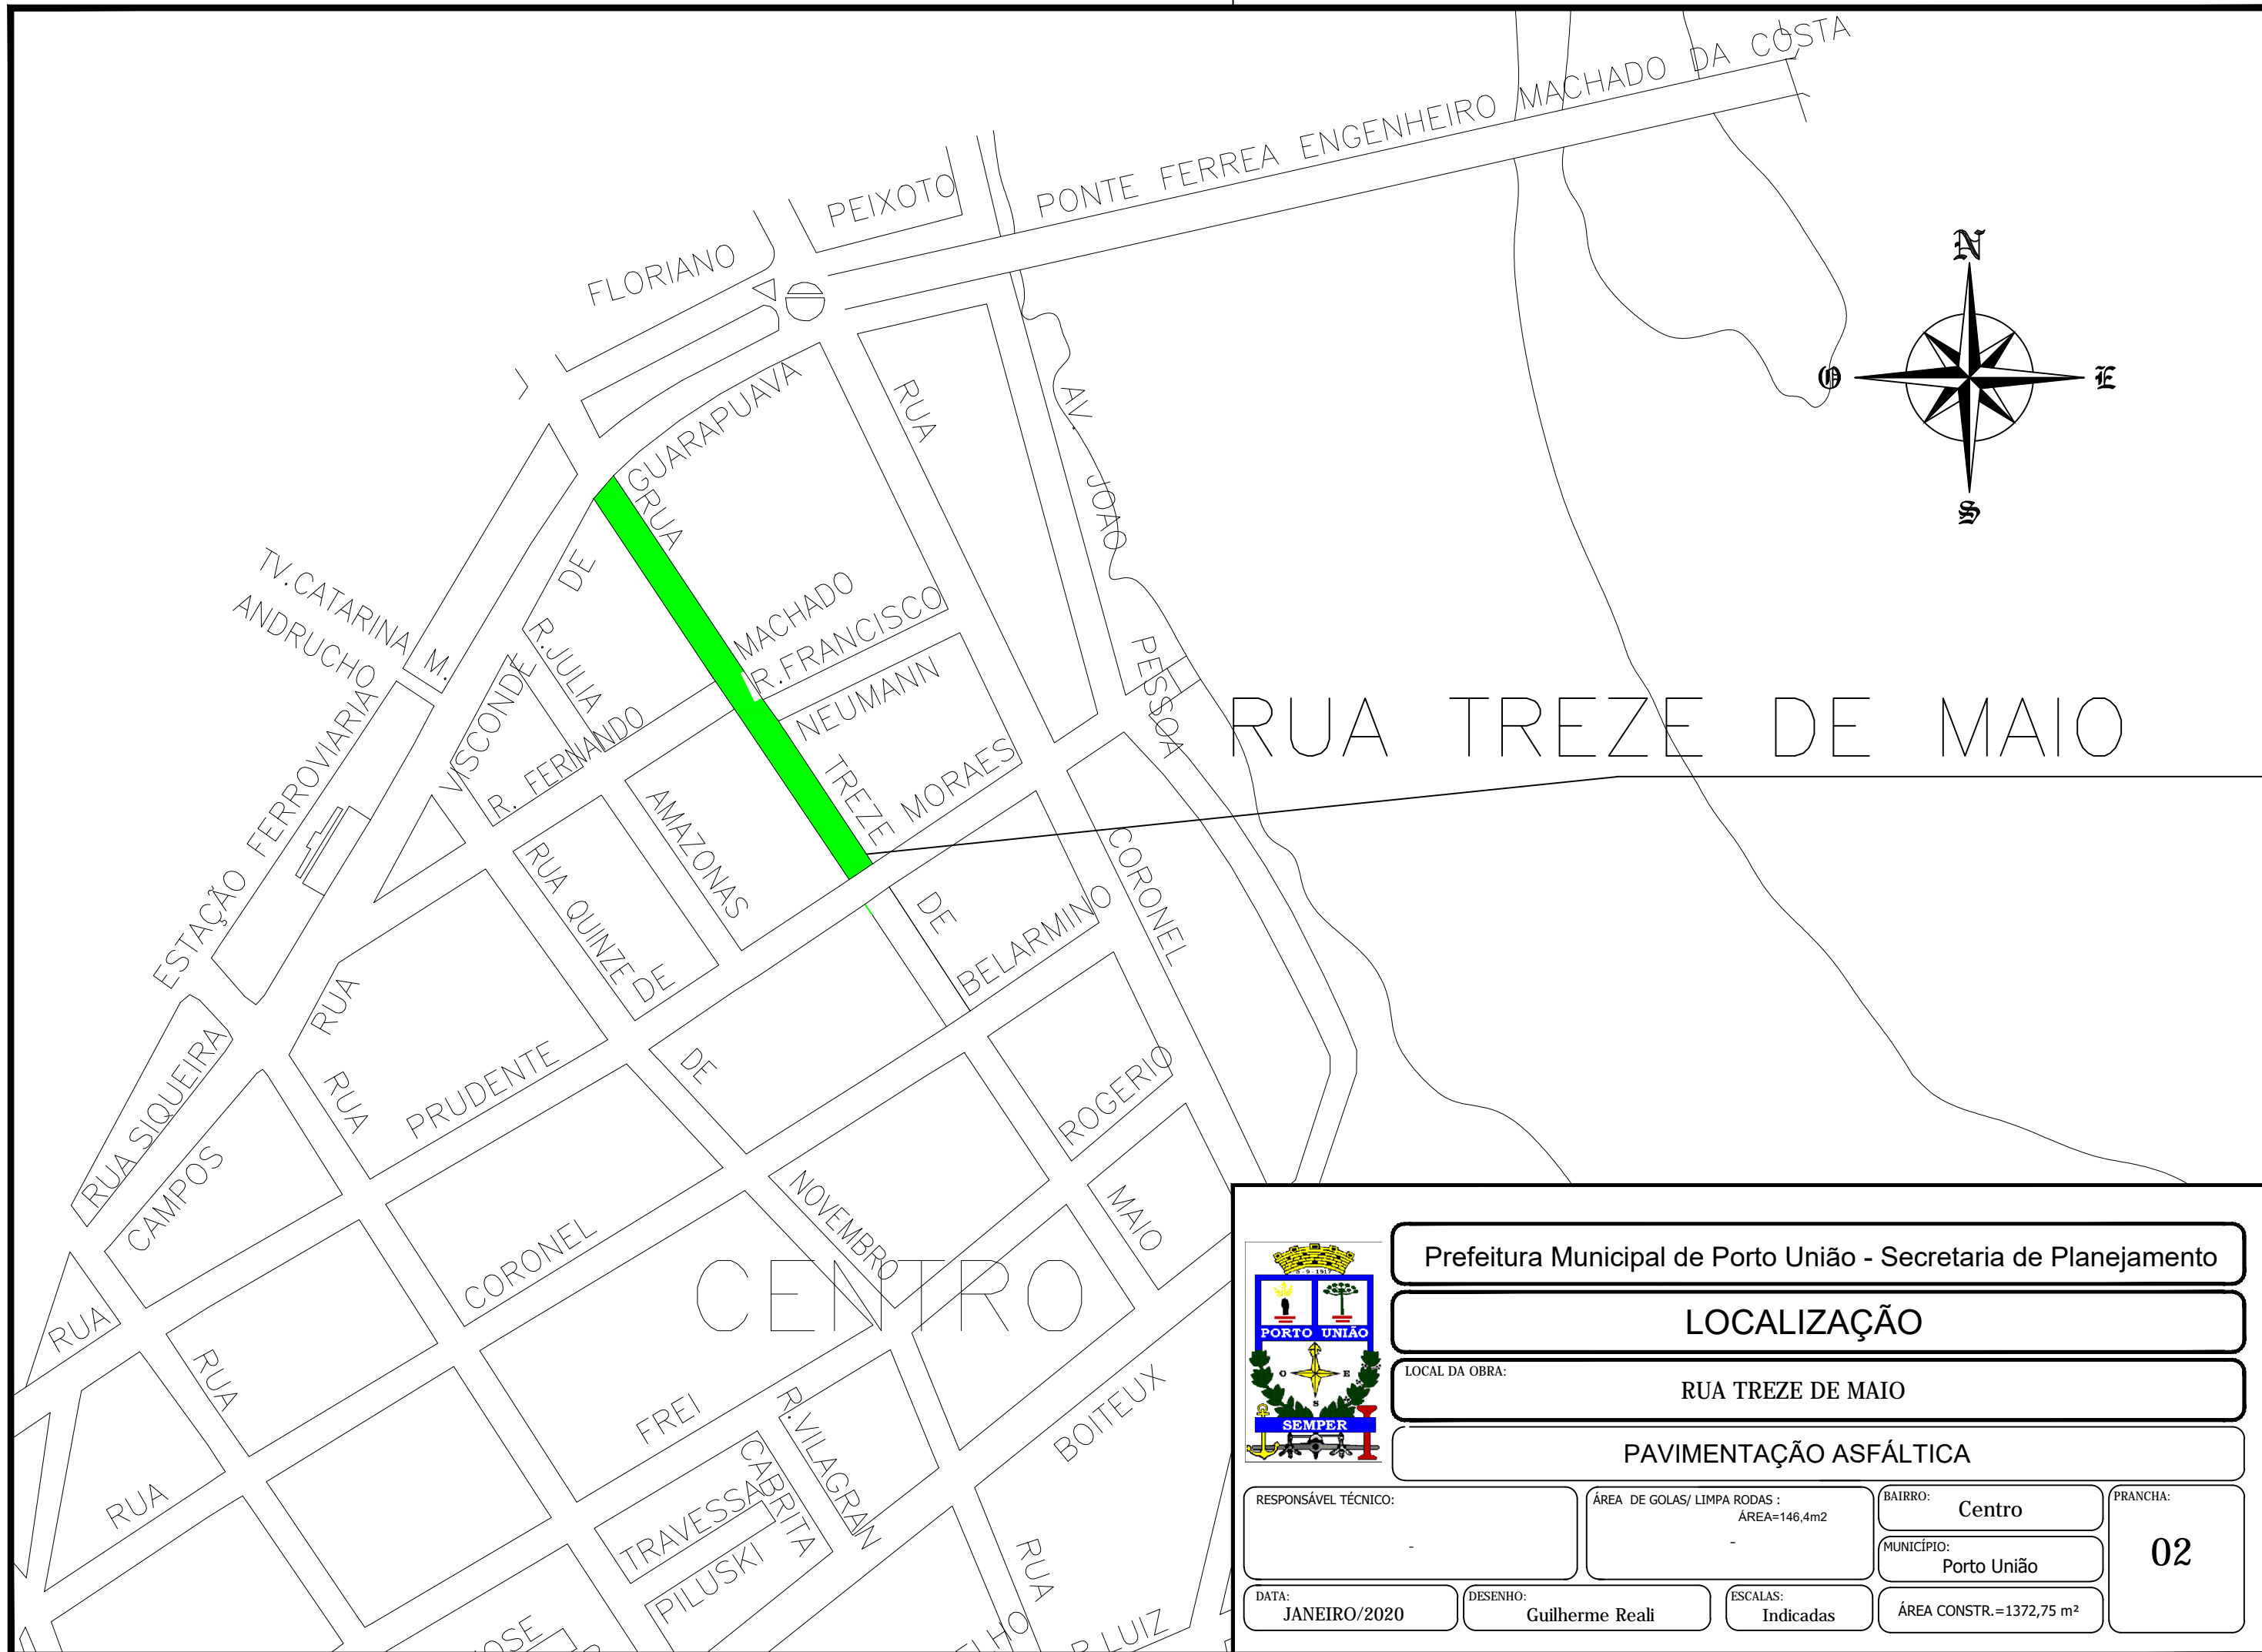 PONTE FERREA ENGENHEIRO MACHADO DA COSTA
PEIXOTO
FLORIANO
N
O
E
S
GUARAPUAVA
RUA
RUA
AV.
JOAO
PESSOA
DE
TV.CATARINA M.
ANDRUCHO
R.JULIA
MACHADO
R.FRANCISCO
NEUMANN
VISCONDE
R. FERNANDO
ESTAÇÃO FERROVIARIA
RUA TREZE DE MAIO
TREZE
MORAES
AMAZONAS
RUA QUINZE
DE
DE
BELARMINO
CORONEL
RUA
RUA
PRUDENTE
DE
ROGERIO
RUA SIQUEIRA
CAMPOS
NOVEMBRO
MAIO
CORONEL
CENTRO
RUA
RUA
FREI
R.VILAGRAN
CABRITA
BOITEUX
RUA
TRAVESSA
PILUSKI
RUA
LUIZ
8 - 9 - 1917
PORTO UNIÃO
O
E
S
SEMPER
Prefeitura Municipal de Porto União - Secretaria de Planejamento
LOCALIZAÇÃO
LOCAL DA OBRA:
RUA TREZE DE MAIO
PAVIMENTAÇÃO ASFÁLTICA
RESPONSÁVEL TÉCNICO:
-
ÁREA DE GOLAS/ LIMPA RODAS :
ÁREA=146,4m2
-
BAIRRO:
Centro
MUNICÍPIO:
Porto União
PRANCHA:
02
DATA:
JANEIRO/2020
DESENHO:
Guilherme Reali
ESCALAS:
Indicadas
ÁREA CONSTR.=1372,75 m²